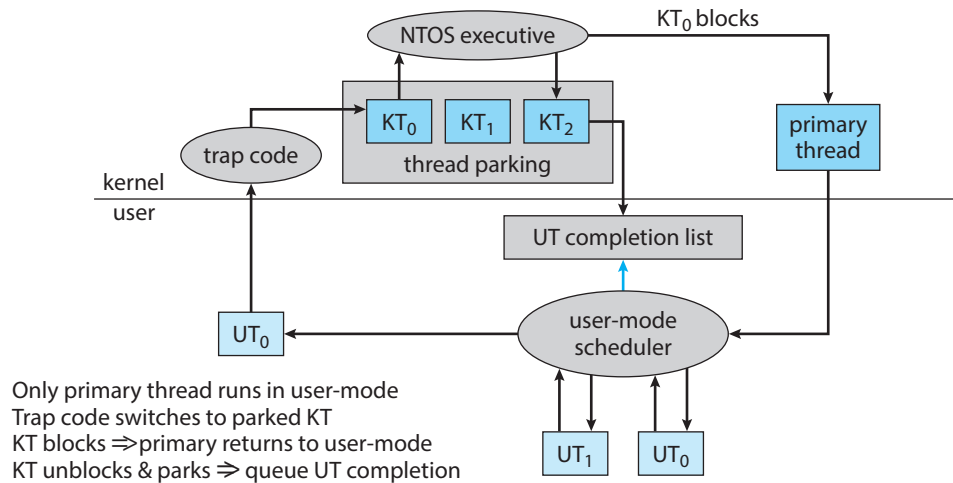 NTOS executive
KT₀ blocks
KT₀
KT₁
KT₂
primary
thread
trap code
thread parking
kernel
user
UT completion list
UT₀
user-mode
scheduler
Only primary thread runs in user-mode
Trap code switches to parked KT
KT blocks ⇒ primary returns to user-mode
KT unblocks & parks ⇒ queue UT completion
UT₁
UT₀